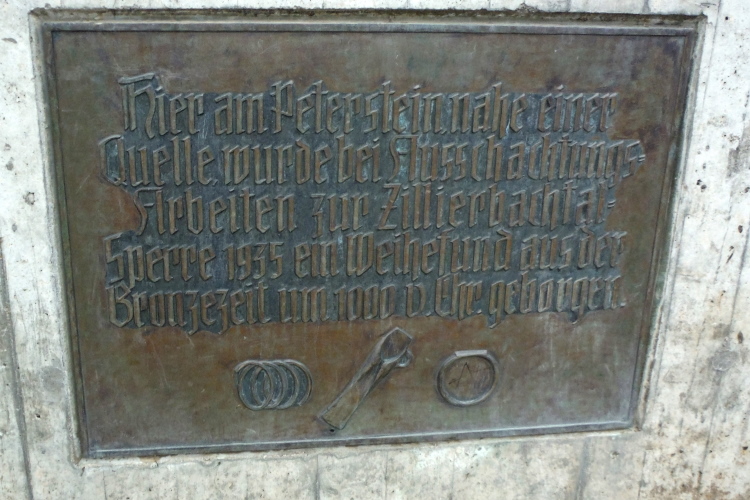 Hier am Peterstein, nahe einer
Quelle, wurde bei Ausschachtungs-
Arbeiten zur Zillierbachtal-
Sperre 1935 ein Weihefund aus der
Bronzezeit um 1000 v. Chr. geborgen.